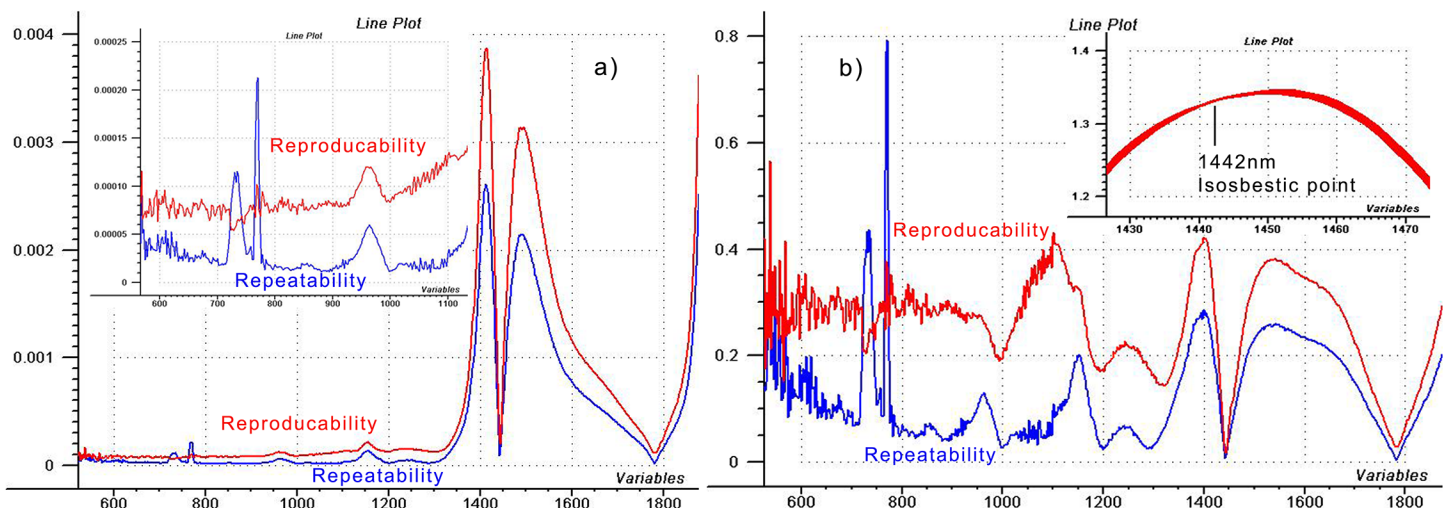 Line Plot
0.004
0.003
0.002
0.001
0
600 800 1000 1200 1400 1600 1800
Variables
a)
Reproducability
Repeatability
Line Plot
0.00025
0.00020
0.00015
0.00010
0.00005
0
600 700 800 900 1000 1100
Variables
Reproducability
Repeatability
Line Plot
0.8
0.6
0.4
0.2
0
600 800 1000 1200 1400 1600 1800
Variables
b)
Reproducability
Repeatability
Line Plot
1.4
1.3
1.2
1430 1440 1450 1460 1470
Variables
1442nm
Isosbestic point